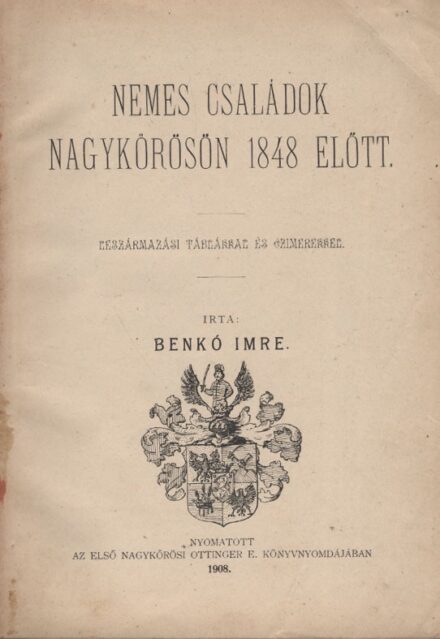 NEMES CSALÁDOK
NAGYKŐRÖSÖN 1848 ELŐTT.
LESZÁRMAZÁSI TÁBLÁKKAL ÉS CZIMEREKKEL.
IRTA:
BENKÓ IMRE.
NYOMATOTT
AZ ELSŐ NAGYKŐRÖSI OTTINGER E. KÖNYVNYOMDÁJÁBAN
1908.